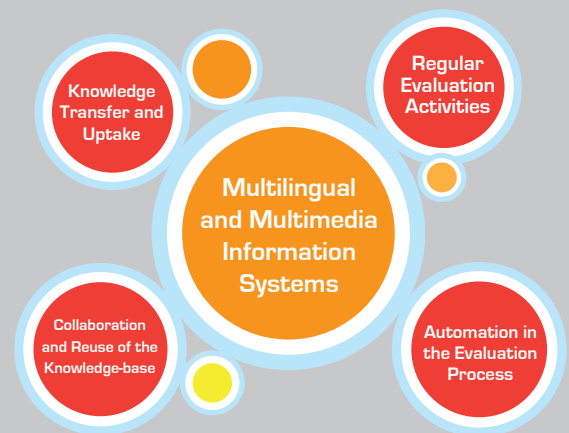 Knowledge
Transfer and
Uptake
Regular
Evaluation
Activities
Multilingual
and Multimedia
Information
Systems
Collaboration
and Reuse of the
Knowledge-base
Automation in
the Evaluation
Process